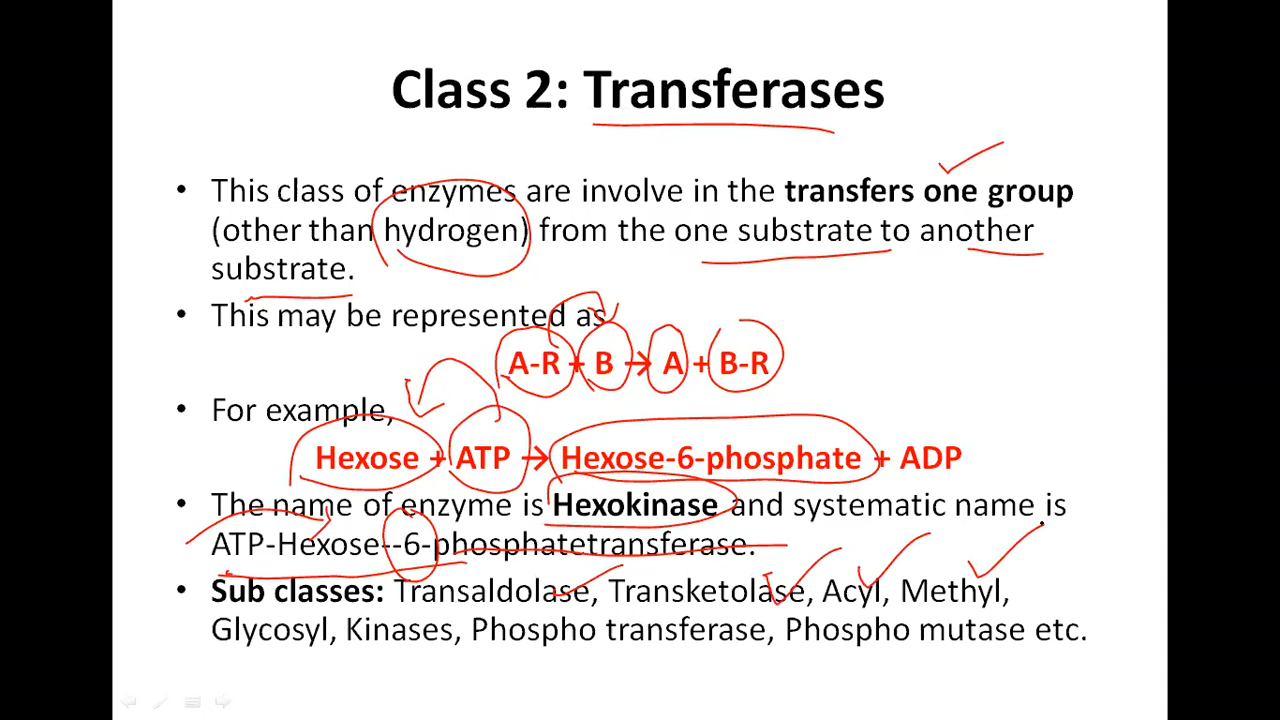 Class 2: Transferases
• This class of enzymes are involve in the transfers one group
(other than hydrogen) from the one substrate to another
substrate.
• This may be represented as
A-R + B → A + B-R
• For example,
Hexose + ATP → Hexose-6-phosphate + ADP
• The name of enzyme is Hexokinase and systematic name is
ATP-Hexose--6-phosphatetransferase.
• Sub classes: Transaldolase, Transketolase, Acyl, Methyl,
Glycosyl, Kinases, Phospho transferase, Phospho mutase etc.